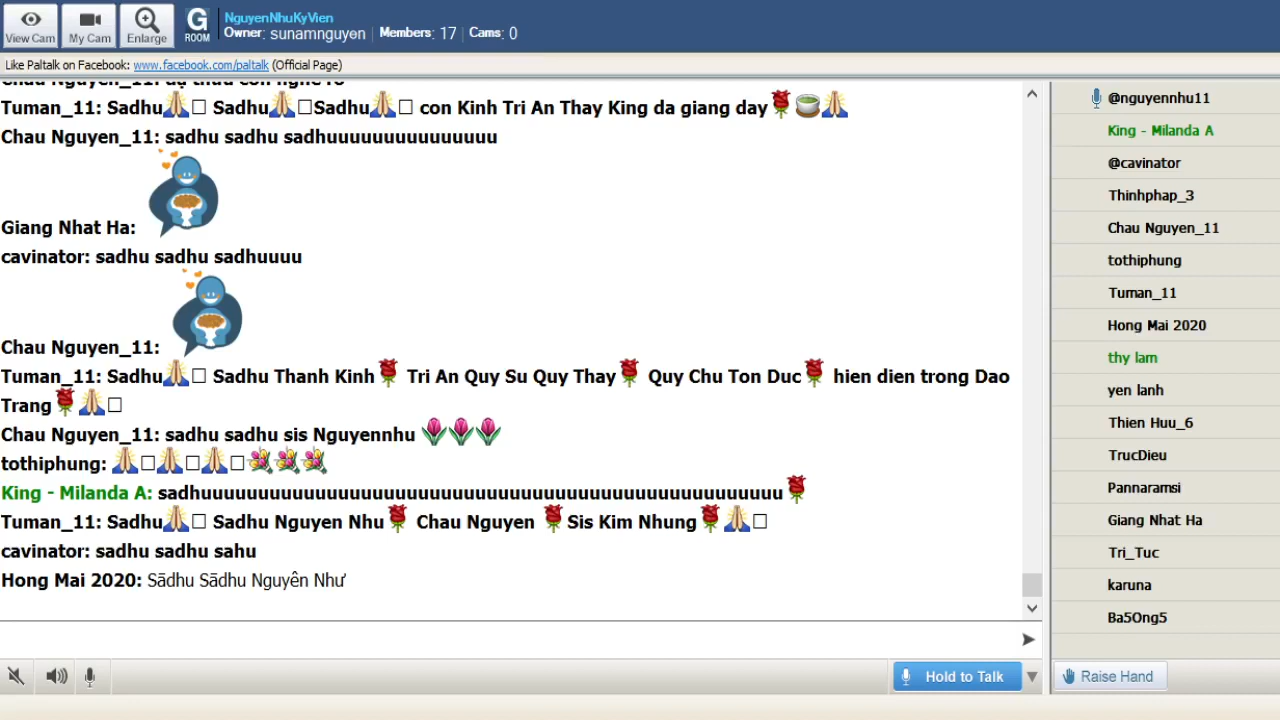 View Cam
My Cam
Enlarge
G
ROOM
NguyenNhuKyVien
Owner: sunamnguyen | Members: 17 | Cams: 0
Like Paltalk on Facebook: www.facebook.com/paltalk (Official Page)
Tuman_11: Sadhu🙏□ Sadhu🙏□Sadhu🙏□ con Kinh Tri An Thay King da giang day🌹🍵🙏
Chau Nguyen_11: sadhu sadhu sadhuuuuuuuuuuuuuuuu
Giang Nhat Ha:
cavinator: sadhu sadhu sadhuuuu
Chau Nguyen_11:
Tuman_11: Sadhu🙏□ Sadhu Thanh Kinh🌹 Tri An Quy Su Quy Thay🌹 Quy Chu Ton Duc🌹 hien dien trong Dao
Trang🌹🙏□
Chau Nguyen_11: sadhu sadhu sis Nguyennhu 🌷🌷🌷
tothiphung: 🙏□🙏□🙏□💐💐💐
King - Milanda A: sadhuuuuuuuuuuuuuuuuuuuuuuuuuuuuuuuuuuuuuuuuuuuuuuuuuuu🌹
Tuman_11: Sadhu🙏□ Sadhu Nguyen Nhu🌹 Chau Nguyen 🌹Sis Kim Nhung🌹🙏□
cavinator: sadhu sadhu sahu
Hong Mai 2020: Sādhu Sādhu Nguyên Như
Hold to Talk
@nguyennhu11
King - Milanda A
@cavinator
Thinhphap_3
Chau Nguyen_11
tothiphung
Tuman_11
Hong Mai 2020
thy lam
yen lanh
Thien Huu_6
TrucDieu
Pannaramsi
Giang Nhat Ha
Tri_Tuc
karuna
Ba5Ong5
Raise Hand